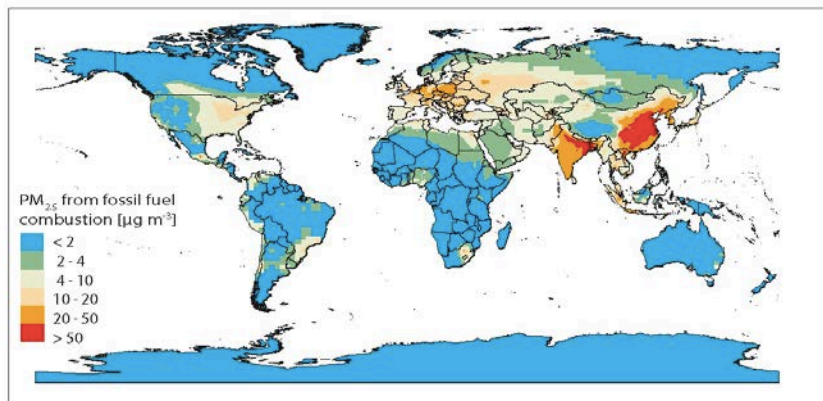 PM2.5 from fossil fuel
combustion [µg m-3]
< 2
2 - 4
4 - 10
10 - 20
20 - 50
> 50